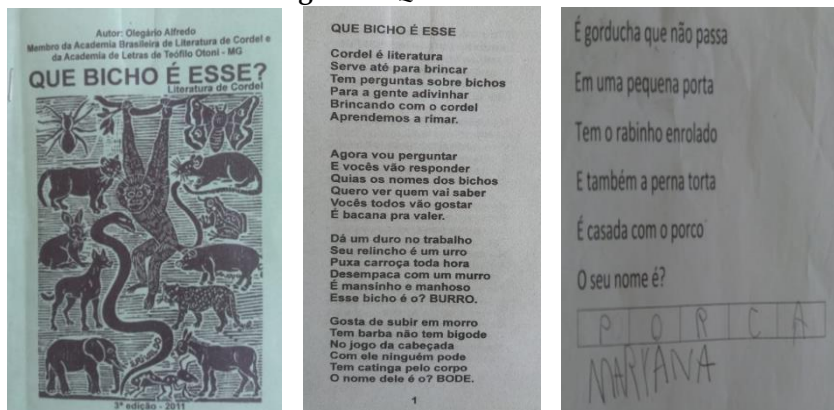 Autor: Olegário Alfredo
Membro da Academia Brasileira de Literatura de Cordel e
da Academia de Letras de Teófilo Otoni - MG
QUE BICHO É ESSE?
Literatura de Cordel
3ª edição - 2011
QUE BICHO É ESSE
Cordel é literatura
Serve até para brincar
Tem perguntas sobre bichos
Para a gente adivinhar
Brincando com o cordel
Aprendemos a rimar.
Agora vou perguntar
E vocês vão responder
Quias os nomes dos bichos
Quero ver quem vai saber
Vocês todos vão gostar
É bacana pra valer.
Dá um duro no trabalho
Seu relincho é um urro
Puxa carroça toda hora
Desempaca com um murro
É mansinho e manhoso
Esse bicho é o? BURRO.
Gosta de subir em morro
Tem barba não tem bigode
No jogo da cabeçada
Com ele ninguém pode
Tem catinga pelo corpo
O nome dele é o? BODE.
1
É gorducha que não passa
Em uma pequena porta
Tem o rabinho enrolado
E também a perna torta
É casada com o porco
O seu nome é?
P O R C A
MARYANA